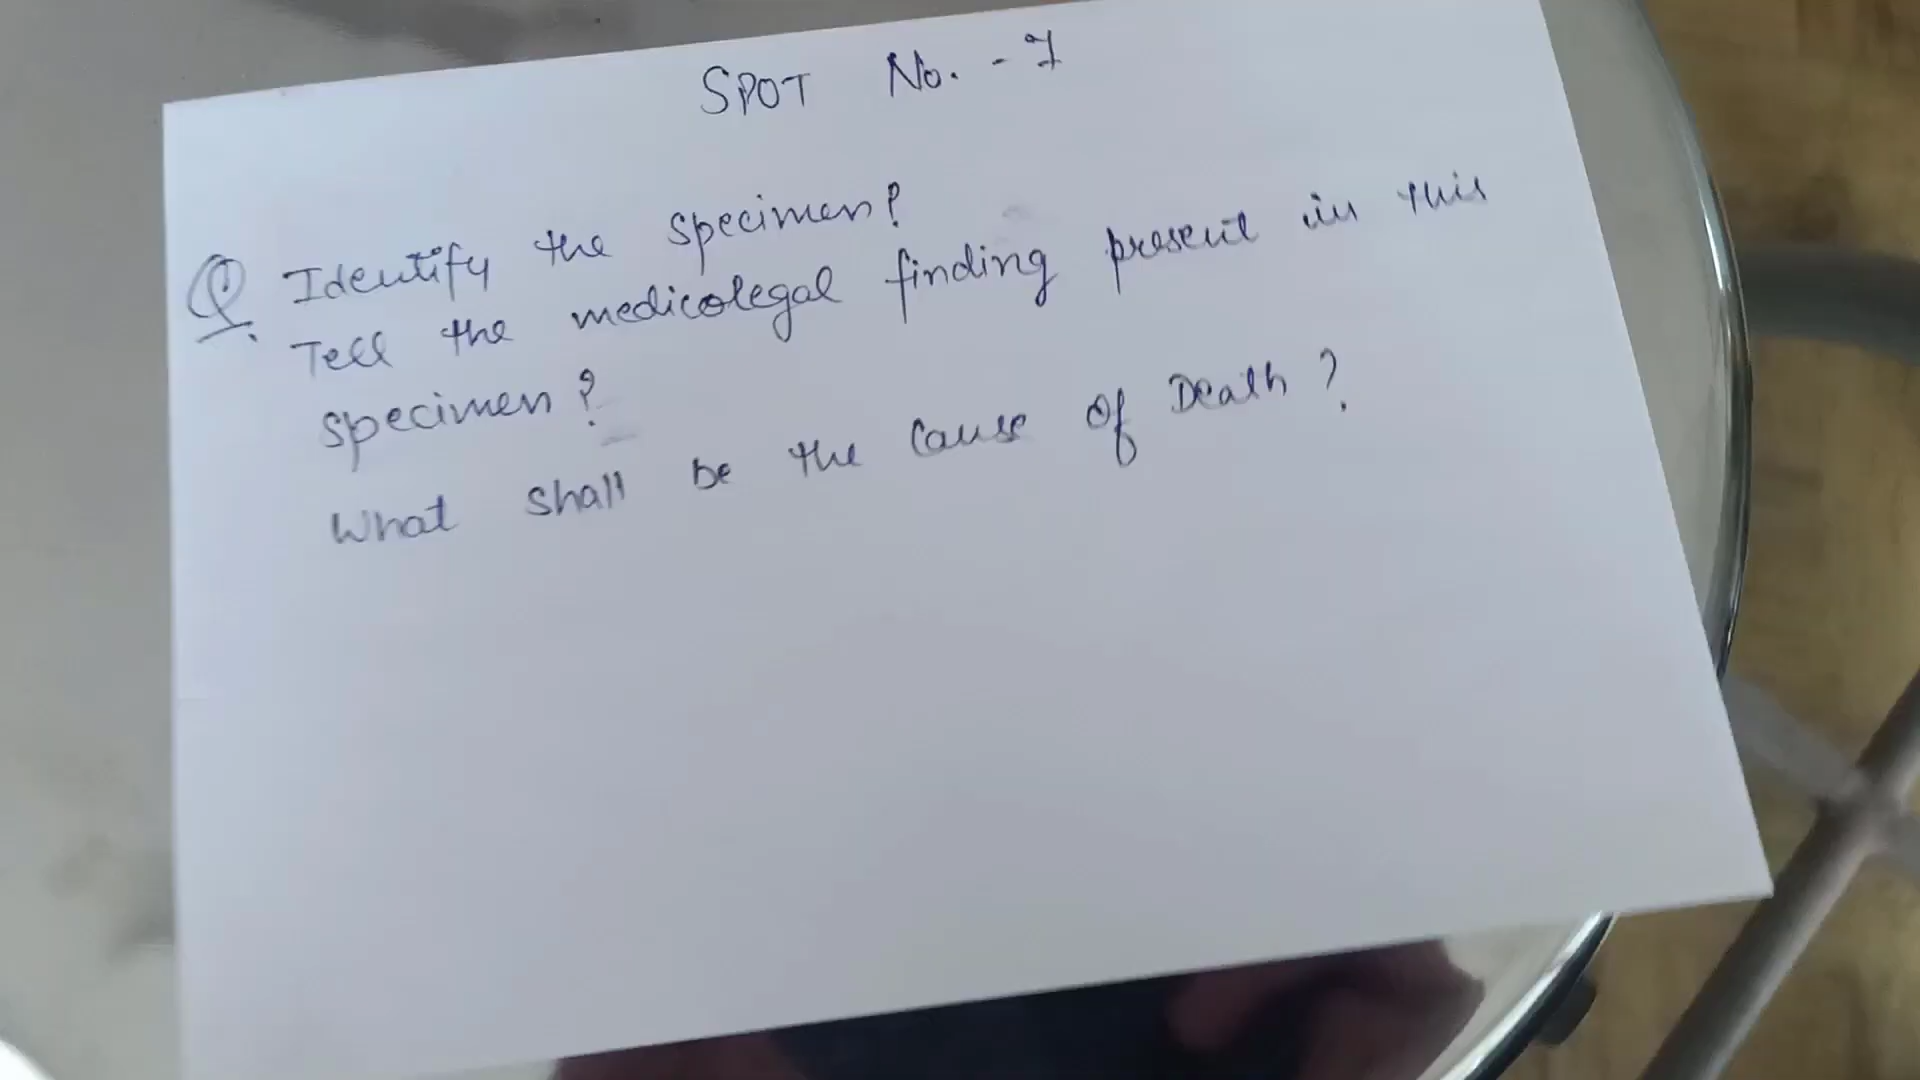 SPOT No. - 7
Q. Identify the specimen?
Tell the medicolegal finding present in this
specimen?
What shall be the cause of Death?